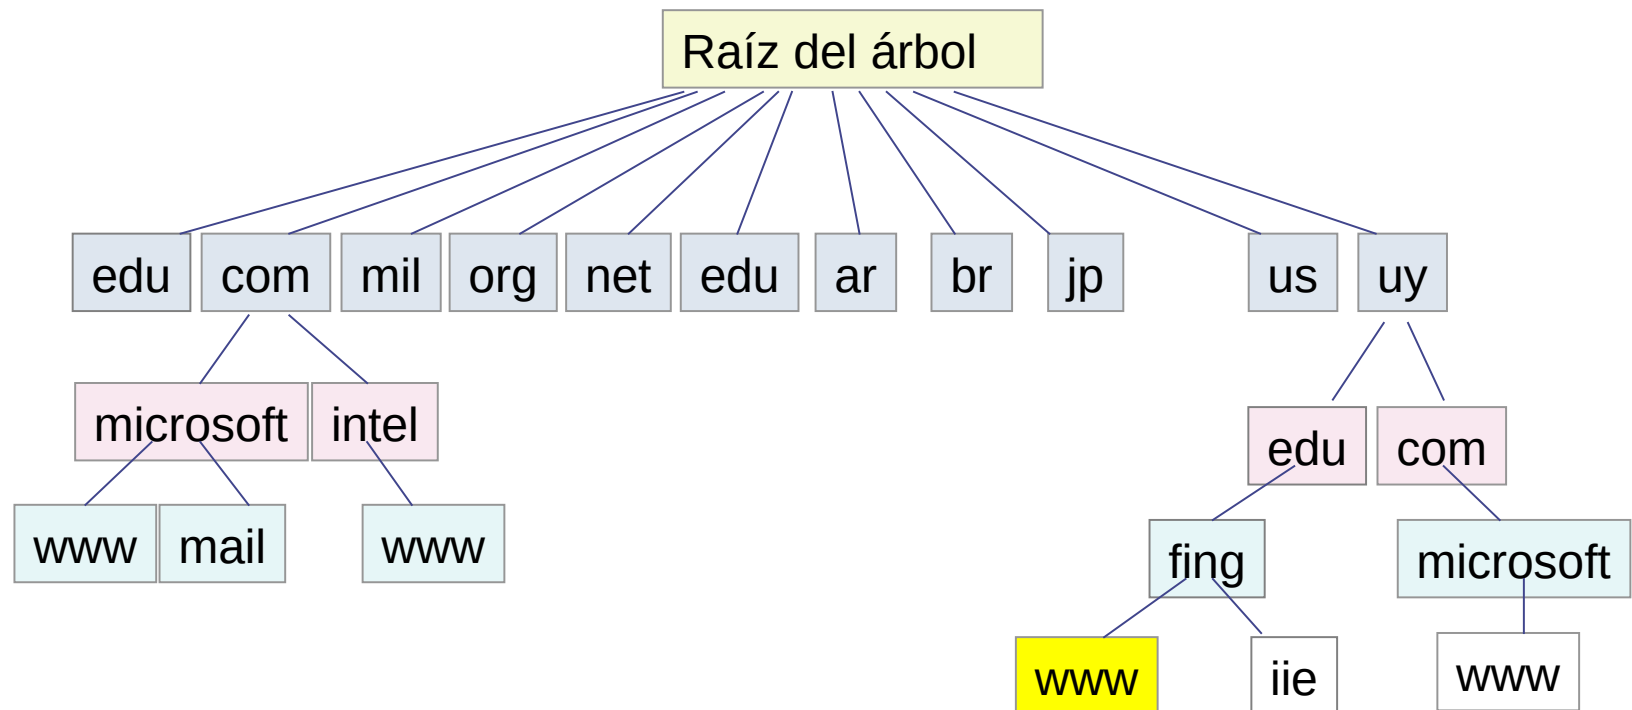 Raíz del árbol
edu com mil org net edu ar br jp us uy
microsoft intel
edu com
www mail www
fing microsoft
www iie www